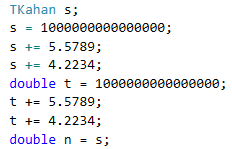 TKahan s;
s = 1000000000000000;
s += 5.5789;
s += 4.2234;
double t = 1000000000000000;
t += 5.5789;
t += 4.2234;
double n = s;